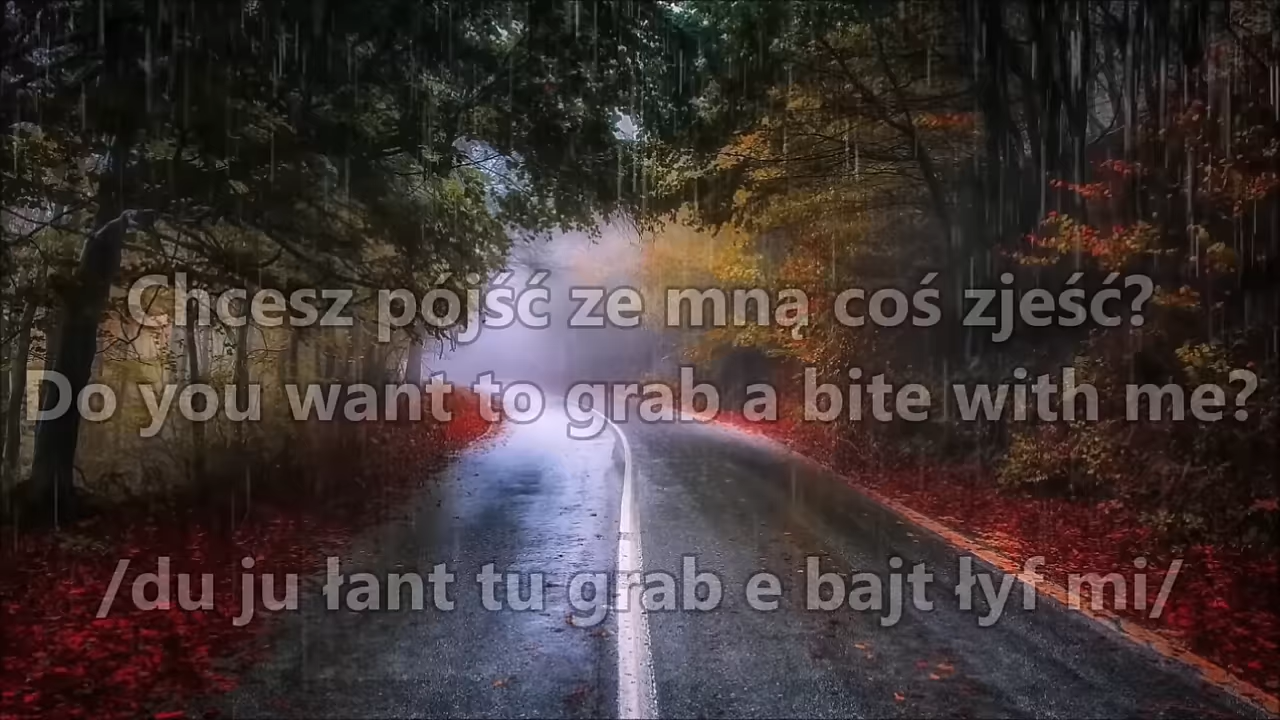 Chcesz pójść ze mną coś zjeść?
Do you want to grab a bite with me?
/du ju łant tu grab e bajt łyf mi/